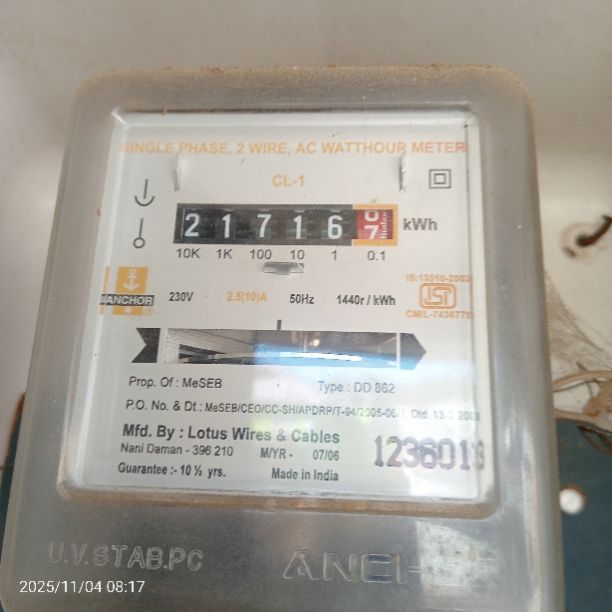 SINGLE PHASE, 2 WIRE, AC WATTHOUR METER
CL-1
2 1 7 1 6 7 kWh
10K 1K 100 10 1 0.1
ANCHOR
230V 2.5(10)A 50Hz 1440r / kWh
IS:13010-2002
ISI
Prop. Of : MeSEB Type : DD 862
P.O. No. & Dt.: MeSEB/CEO/CC-SH/APDRP/T-94/2005-06/ Dtd.
Mfd. By : Lotus Wires & Cables
Nani Daman - 396 210 M/YR - 07/06
Guarantee :- 10 ½ yrs. Made in India
U.V.STAB.PC
2025/11/04 08:17